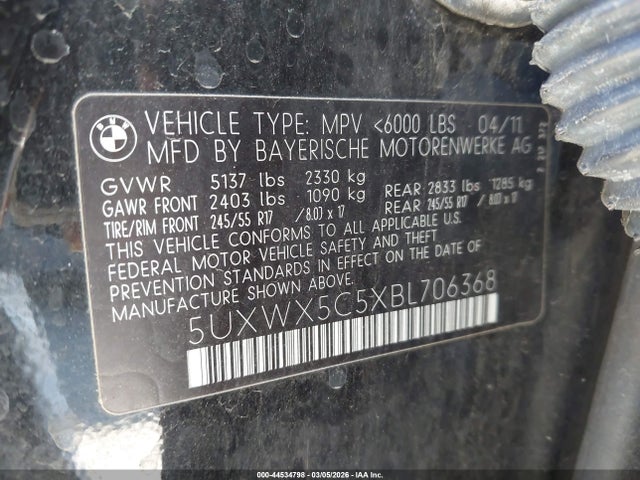 BMW
VEHICLE TYPE: MPV <6000 LBS 04/11
MFD BY BAYERISCHE MOTORENWERKE AG
GVWR 5137 lbs 2330 kg
GAWR FRONT 2403 lbs 1090 kg REAR 2833 lbs 1285 kg
TIRE/RIM FRONT 245/55 R17 / 8.0J x 17 REAR 245/55 R17 / 8.0J x 17
THIS VEHICLE CONFORMS TO ALL APPLICABLE U.S.
FEDERAL MOTOR VEHICLE SAFETY AND THEFT
PREVENTION STANDARDS IN EFFECT ON THE DATE OF
MANUFACTURE SHOWN ABOVE.
5UXWX5C5XBL706368
000-44534798 - 03/05/2026 - IAA Inc.